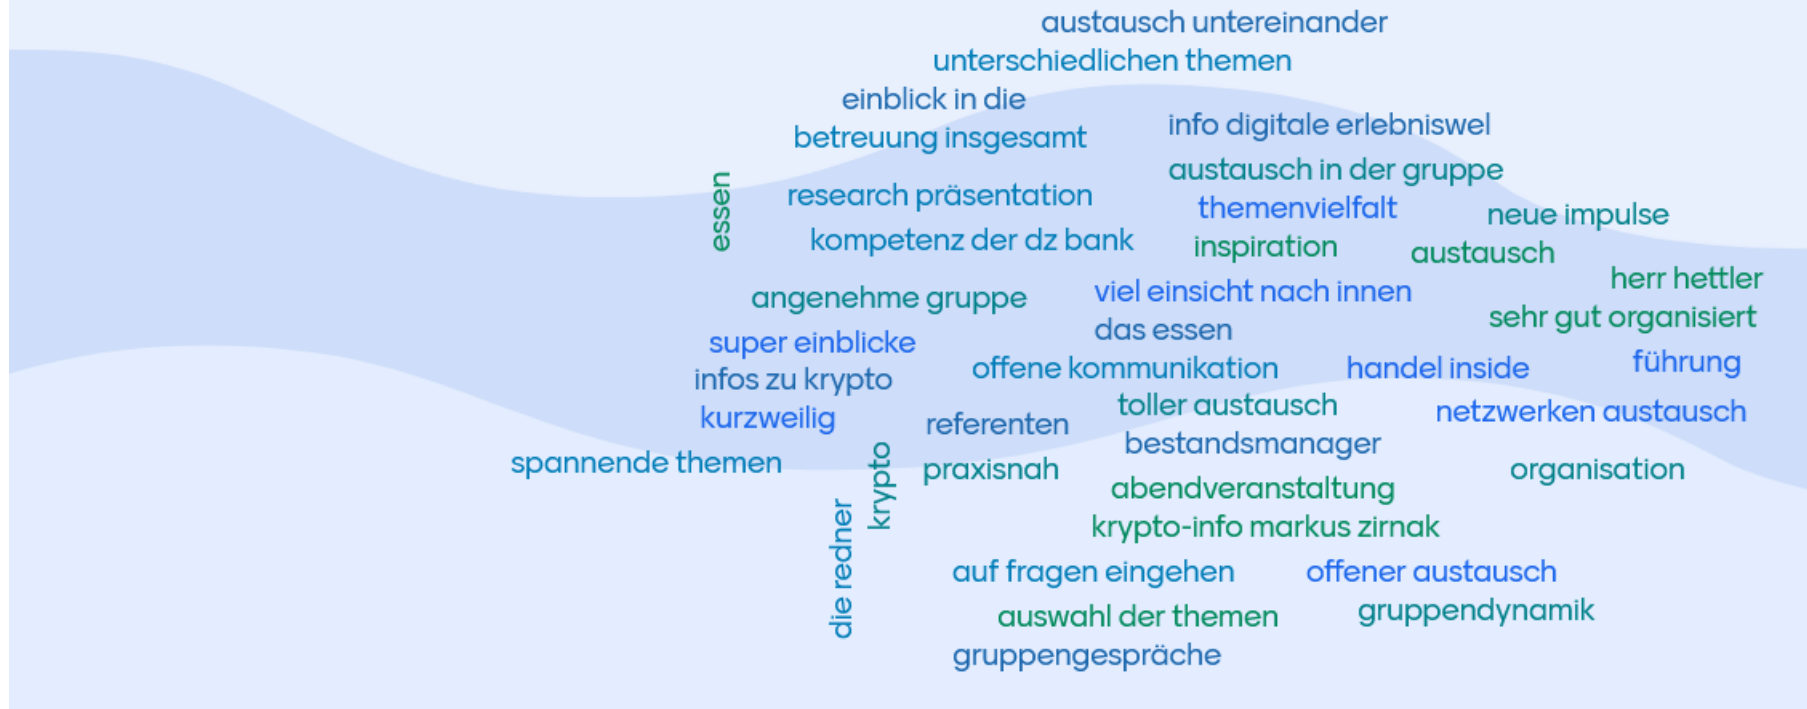 austausch untereinander
unterschiedlichen themen
einblick in die
info digitale erlebniswel
betreuung insgesamt
austausch in der gruppe
essen
research präsentation
themenvielfalt
neue impulse
kompetenz der dz bank
inspiration
austausch
herr hettler
angenehme gruppe
viel einsicht nach innen
sehr gut organisiert
das essen
super einblicke
offene kommunikation
handel inside
führung
infos zu krypto
toller austausch
netzwerken austausch
kurzweilig
referenten
bestandsmanager
spannende themen
krypto
praxisnah
organisation
abendveranstaltung
krypto-info markus zirnak
die redner
auf fragen eingehen
offener austausch
auswahl der themen
gruppendynamik
gruppengespräche